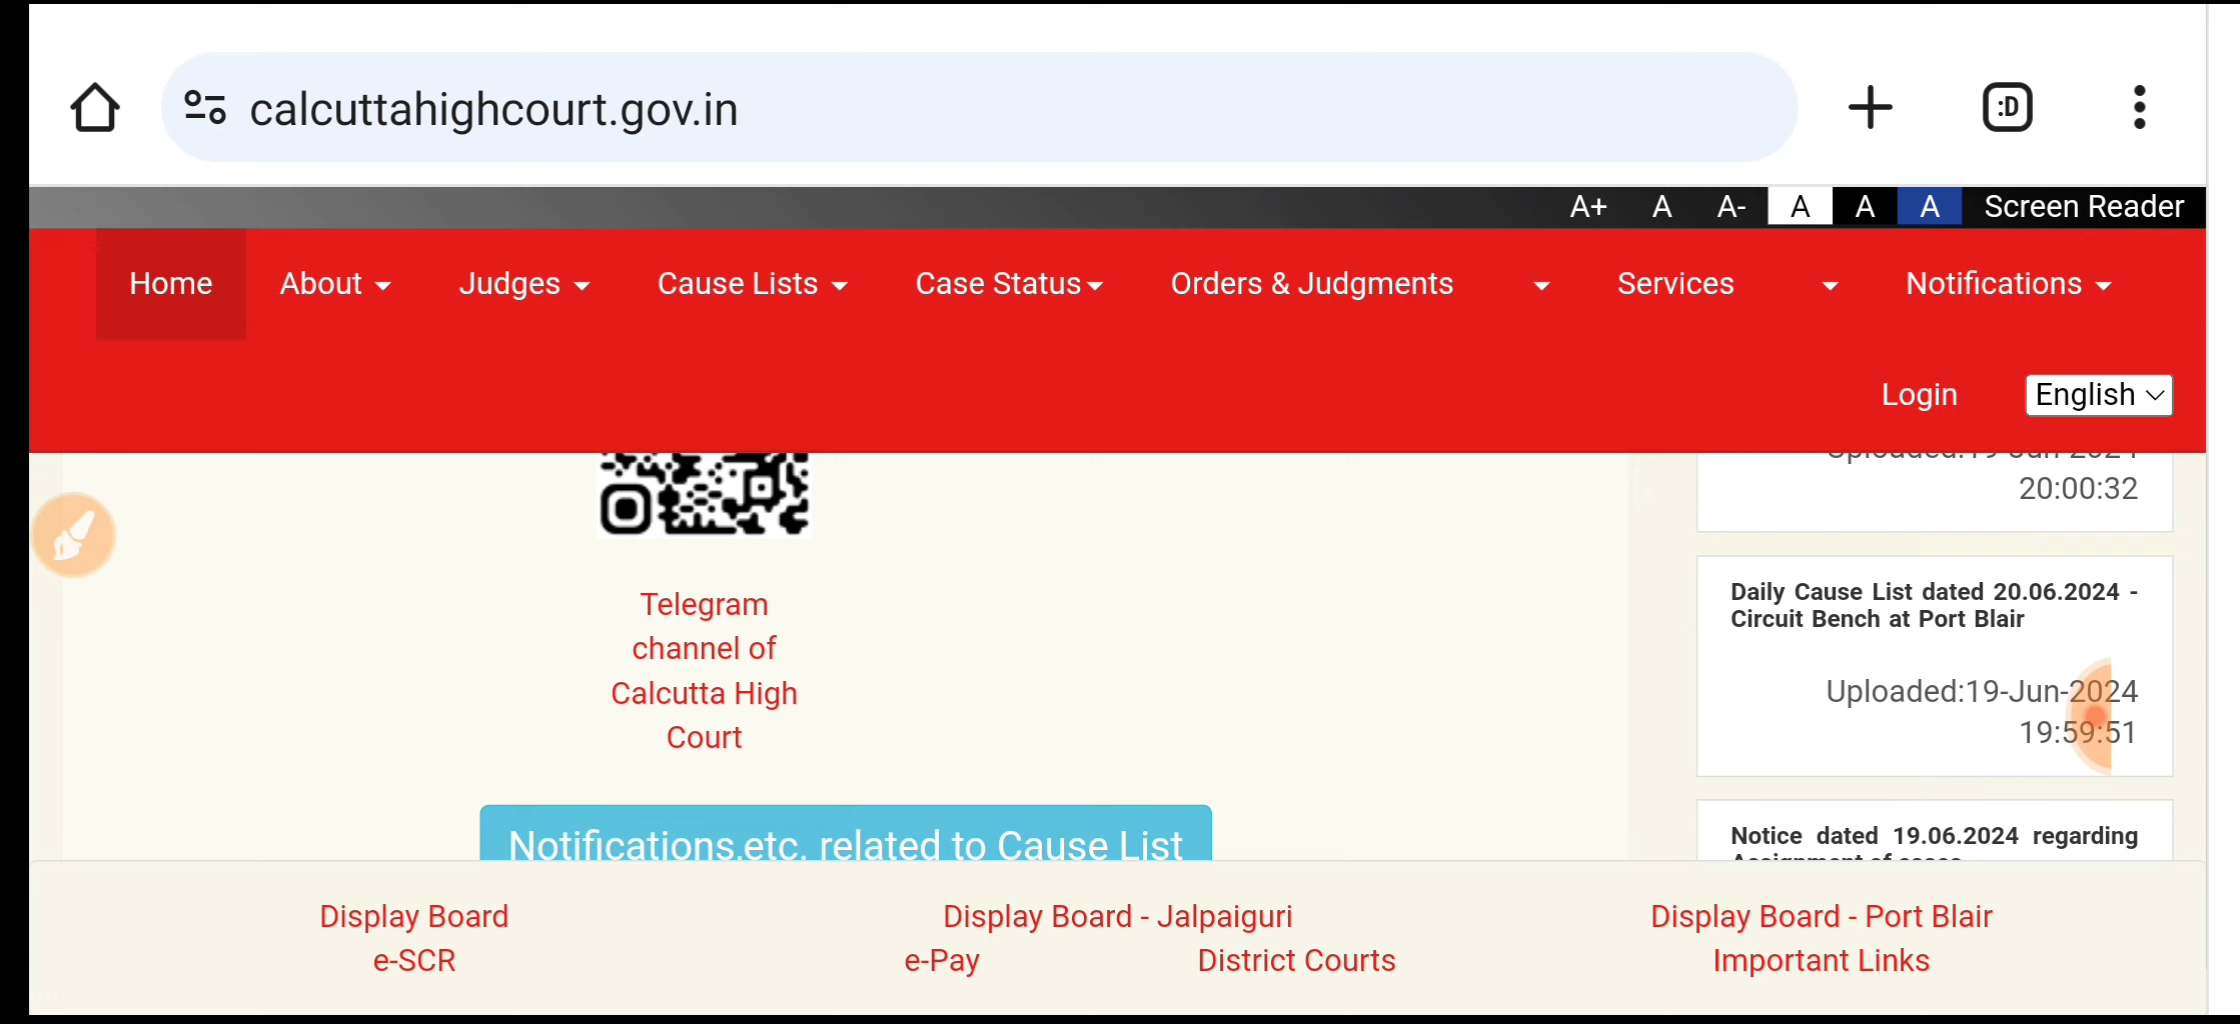 calcuttahighcourt.gov.in
:D
A+ A A- A A A Screen Reader
Home About Judges Cause Lists Case Status Orders & Judgments Services Notifications
Login English
20:00:32
Telegram
channel of
Calcutta High
Court
Notifications,etc. related to Cause List
Daily Cause List dated 20.06.2024 -
Circuit Bench at Port Blair
Uploaded:19-Jun-2024
19:59:51
Notice dated 19.06.2024 regarding
Display Board Display Board - Jalpaiguri Display Board - Port Blair
e-SCR e-Pay District Courts Important Links